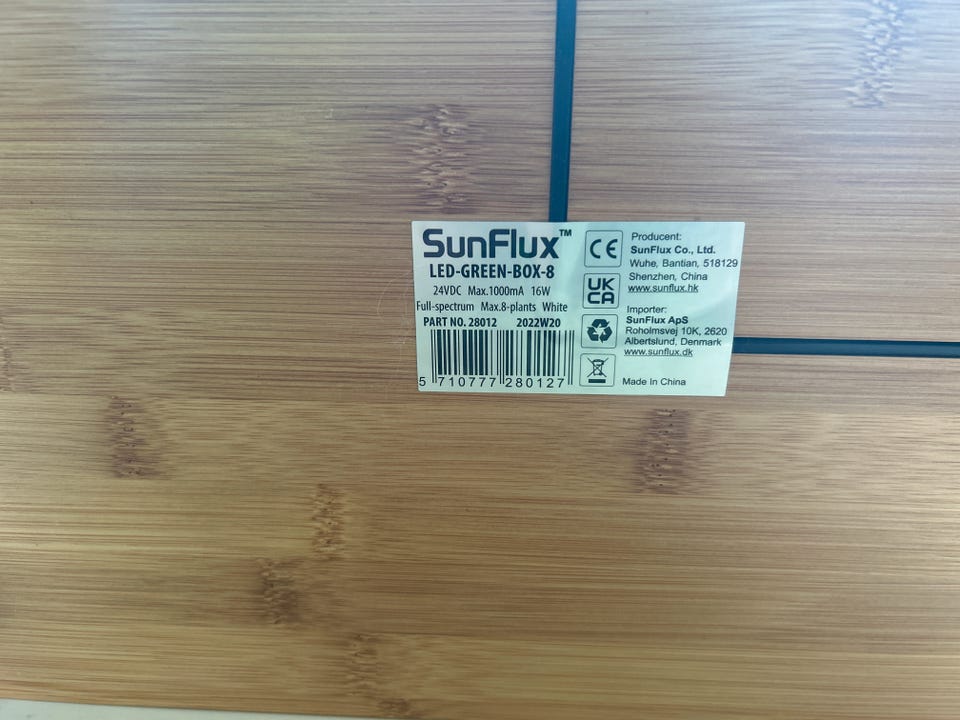 SunFlux™
LED-GREEN-BOX-8
24VDC Max.1000mA 16W
Full-spectrum Max.8-plants White
PART NO. 28012 2022W20
5 710777 280127
CE
UK
CA
Producent:
SunFlux Co., Ltd.
Wuhe, Bantian, 518129
Shenzhen, China
www.sunflux.hk
Importer:
SunFlux ApS
Roholmsvej 10K, 2620
Albertslund, Denmark
www.sunflux.dk
Made In China